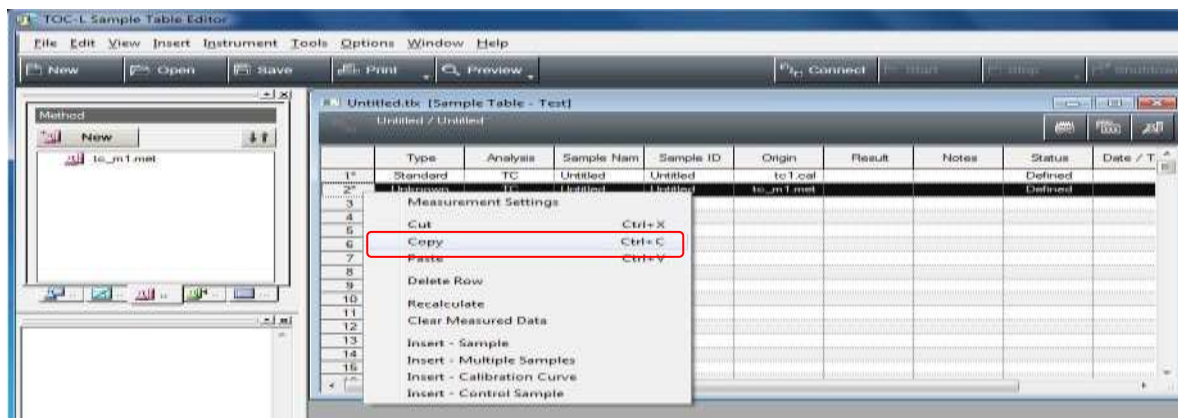 TOC-L Sample Table Editor
File Edit View Insert Instrument Tools Options Window Help
New Open Save Print Preview Connect Start Stop Shutdown
Method
New
tc_m1.met
Untitled.tlx [Sample Table - Test]
Untitled / Untitled
Type Analysis Sample Nam Sample ID Origin Result Notes Status Date / T
1* Standard TC Untitled Untitled tc1.cal Defined
2* Unknown TC Untitled Untitled tc_m1.met Defined
3
4
5
6
7
8
9
10
11
12
13
14
15
Measurement Settings
Cut Ctrl+X
Copy Ctrl+C
Paste Ctrl+V
Delete Row
Recalculate
Clear Measured Data
Insert - Sample
Insert - Multiple Samples
Insert - Calibration Curve
Insert - Control Sample